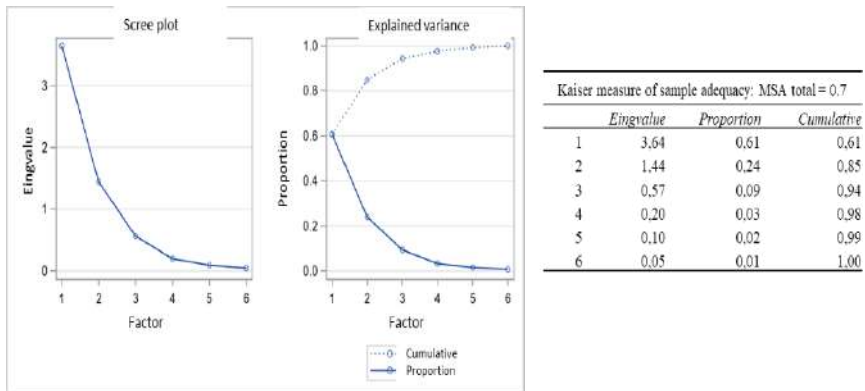 Scree plot
Eingvalue
3
2
1
0
1 2 3 4 5 6
Factor
Explained variance
Proportion
1.0
0.8
0.6
0.4
0.2
0.0
1 2 3 4 5 6
Factor
Cumulative
Proportion
Kaiser measure of sample adequacy: MSA total = 0.7
Eingvalue Proportion Cumulative
1 3.64 0,61 0,61
2 1,44 0,24 0,85
3 0,57 0,09 0,94
4 0,20 0,03 0,98
5 0,10 0,02 0,99
6 0,05 0,01 1,00